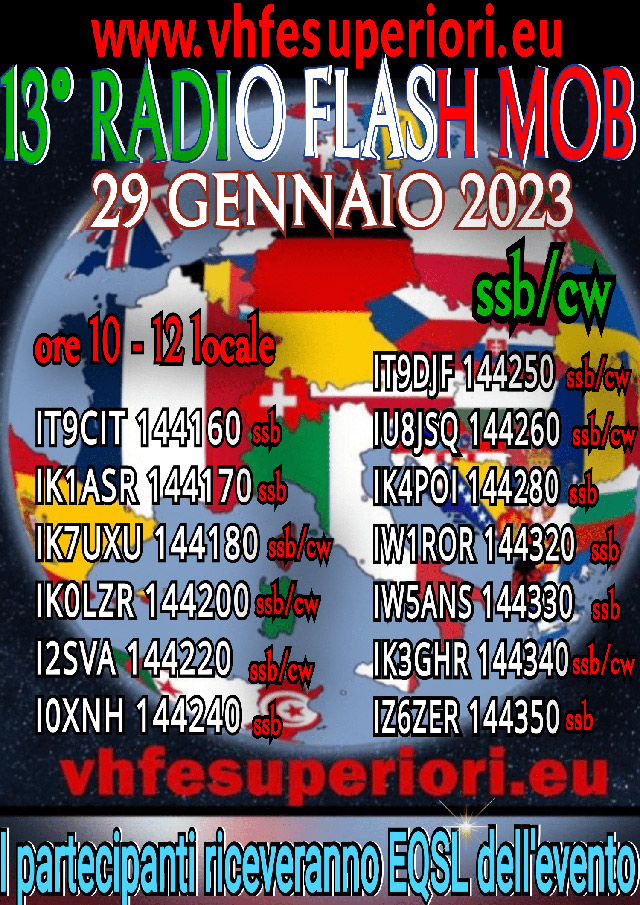 www.vhfesuperiori.eu
13° RADIO FLASH MOB
29 GENNAIO 2023
ssb/cw
ore 10 - 12 locale
IT9CIT 144160 ssb
IK1ASR 144170 ssb
IK7UXU 144180 ssb/cw
IK0LZR 144200 ssb/cw
I2SVA 144220 ssb/cw
I0XNH 144240 ssb
IT9DJF 144250 ssb/cw
IU8JSQ 144260 ssb/cw
IK4POI 144280 ssb
IW1ROR 144320 ssb
IW5ANS 144330 ssb
IK3GHR 144340 ssb/cw
IZ6ZER 144350 ssb
vhfesuperiori.eu
I partecipanti riceveranno EQSL dell'evento